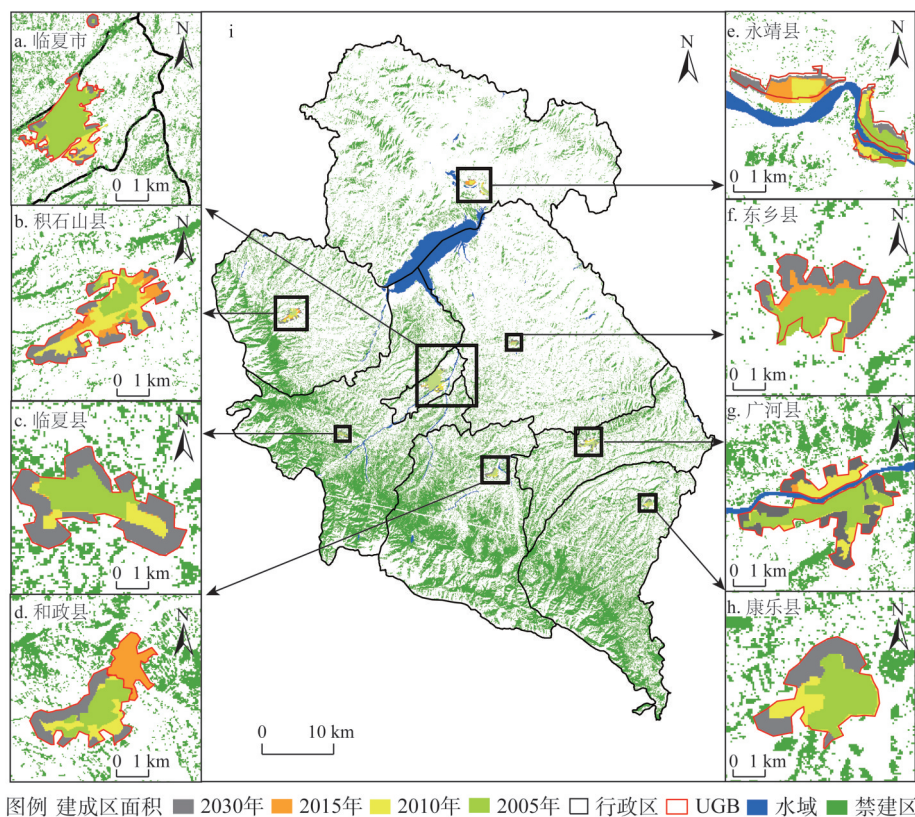 a. 临夏市
N
0 1 km
b. 积石山县
N
0 1 km
c. 临夏县
N
0 1 km
d. 和政县
N
0 1 km
i
N
0 10 km
e. 永靖县
N
0 1 km
f. 东乡县
N
0 1 km
g. 广河县
N
0 1 km
h. 康乐县
N
0 1 km
图例 建成区面积 2030年 2015年 2010年 2005年 行政区 UGB 水域 禁建区